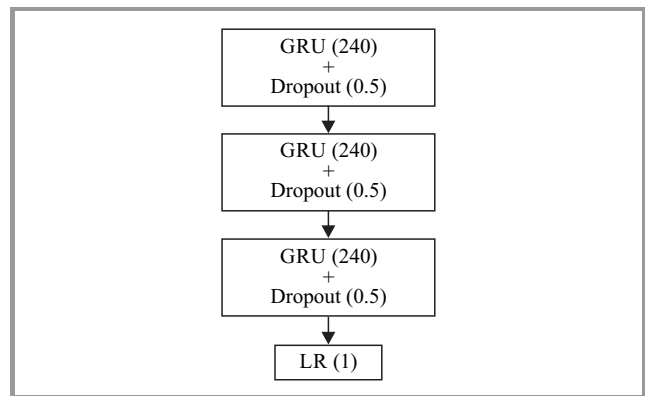 GRU (240)
+
Dropout (0.5)
GRU (240)
+
Dropout (0.5)
GRU (240)
+
Dropout (0.5)
LR (1)